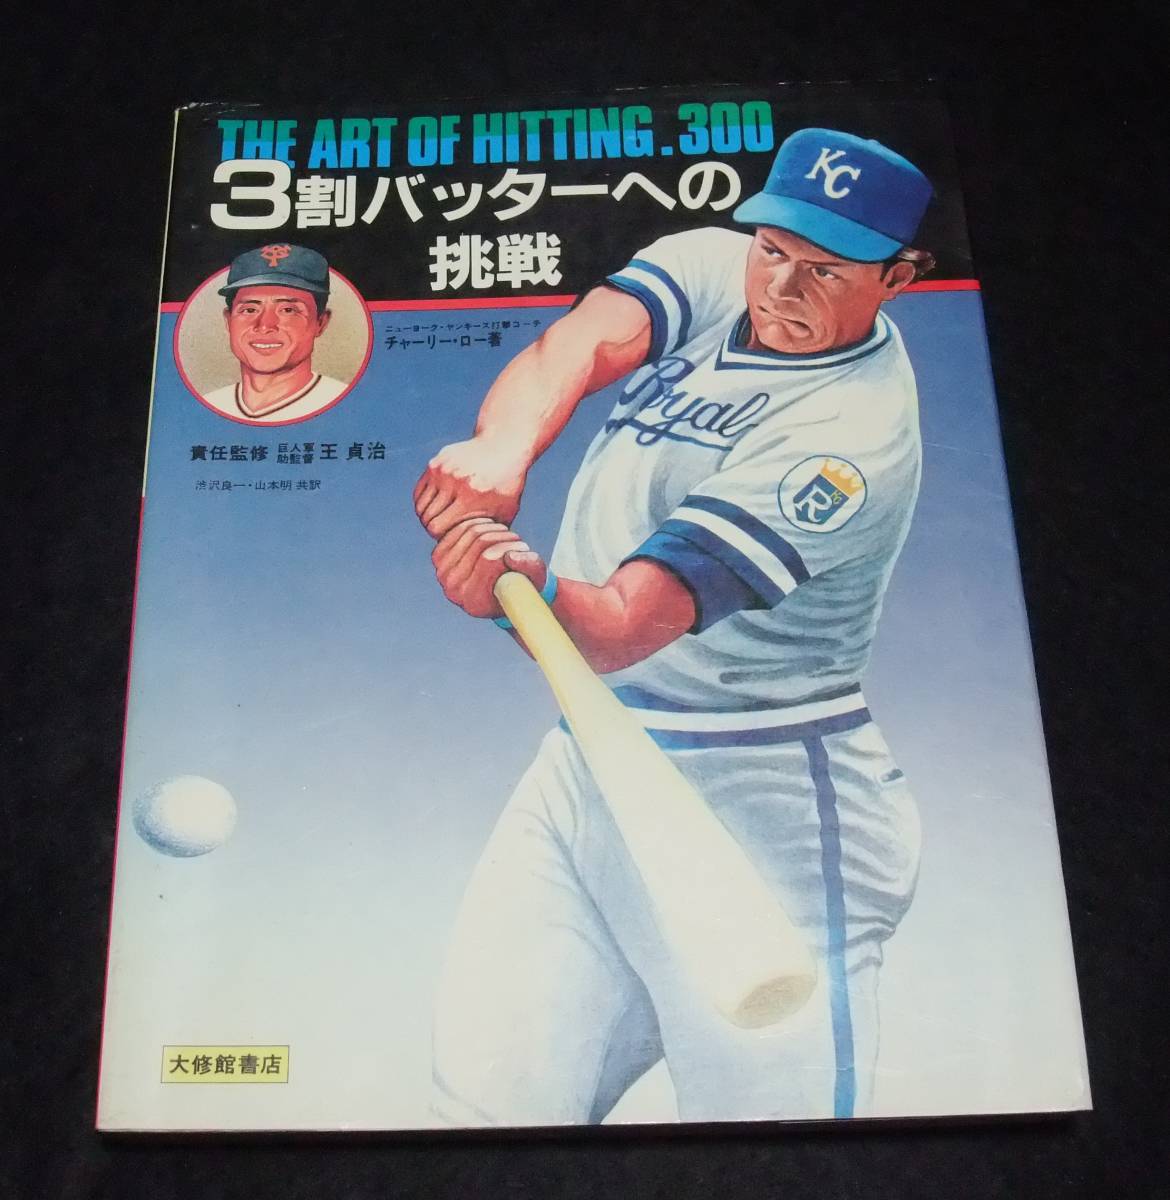 THE ART OF HITTING .300
3割バッターへの
挑戦
KC
ニューヨーク・ヤンキース打撃コーチ
チャーリー・ロー著
Royal
責任監修 巨人軍助監督 王 貞治
渋沢良一・山本明 共訳
KC
R
大修館書店